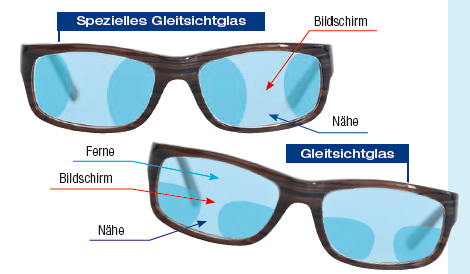 Spezielles Gleitsichtglas
Bildschirm
Nähe
Ferne
Gleitsichtglas
Bildschirm
Nähe